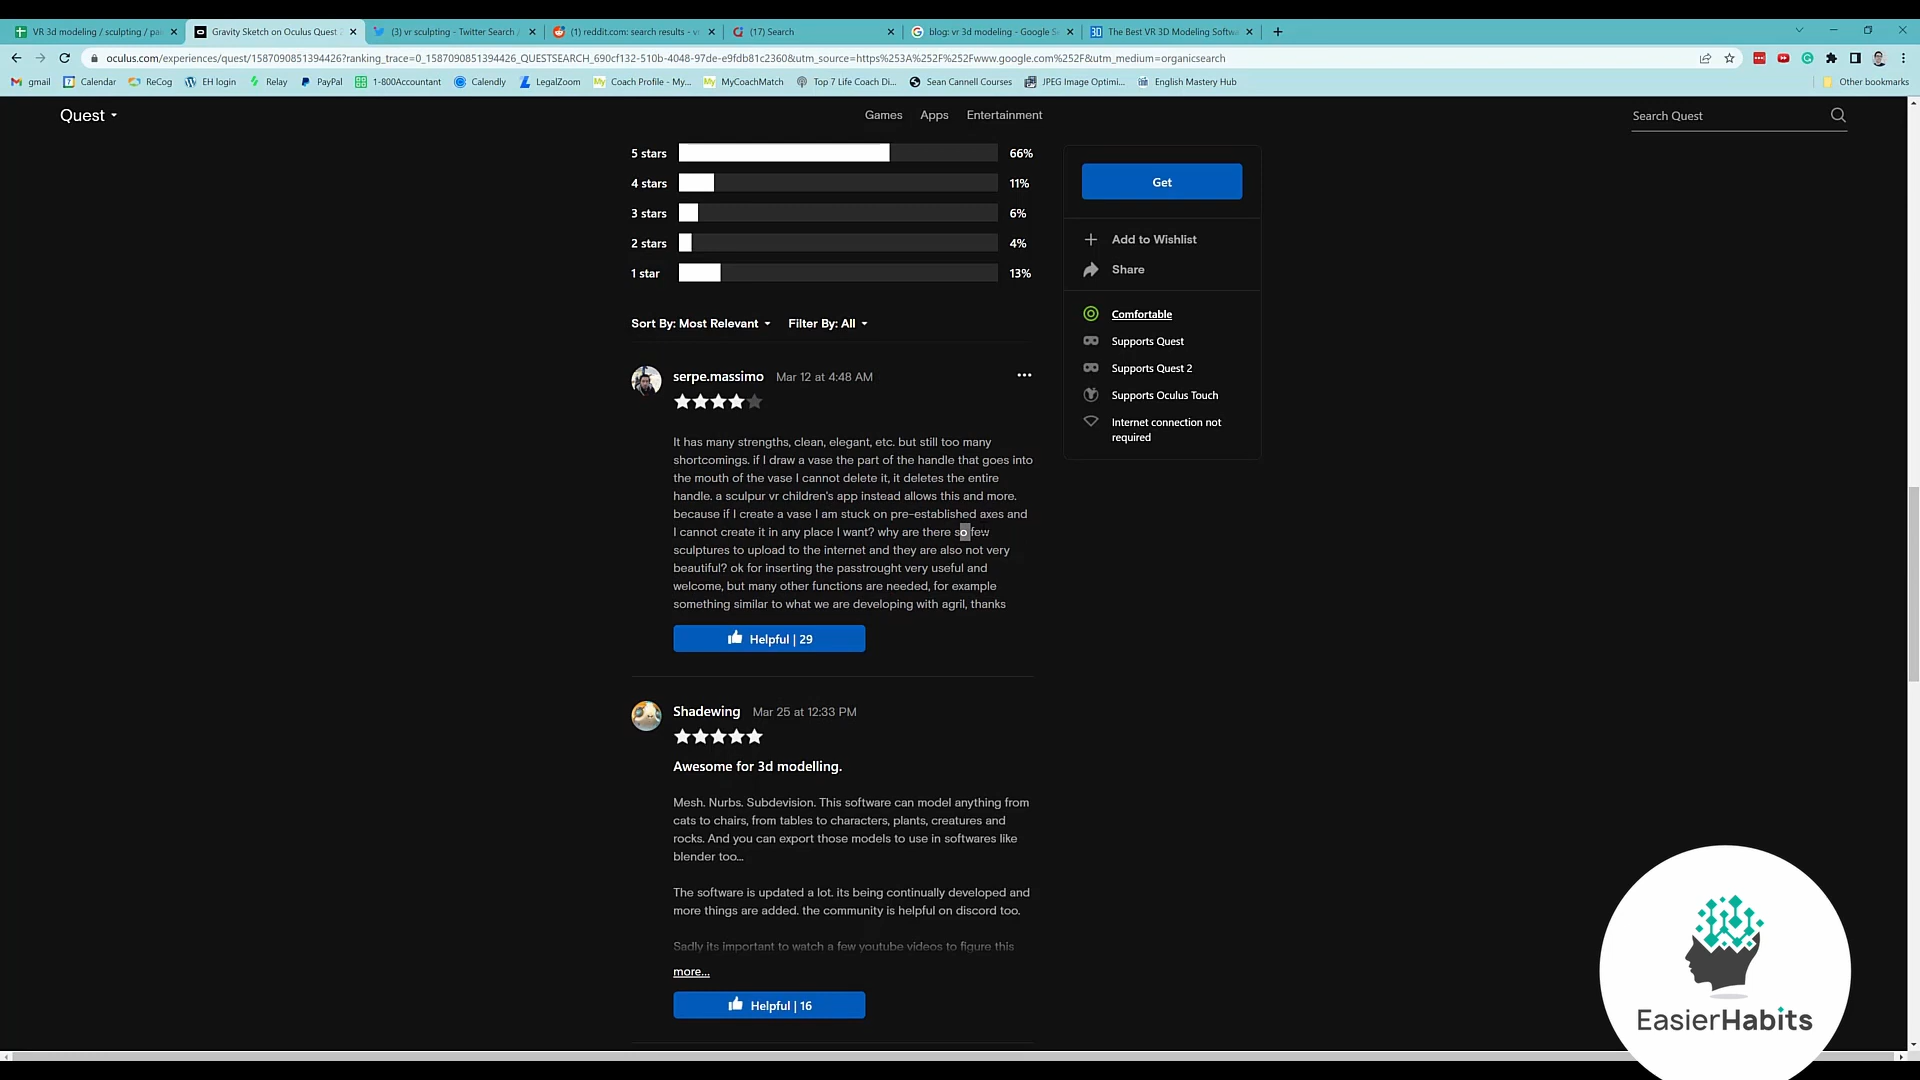 VR 3d modeling / sculpting / pai
Gravity Sketch on Oculus Quest 2
(3) vr sculpting - Twitter Search /
(1) reddit.com: search results - v
(17) Search
blog: vr 3d modeling - Google S
The Best VR 3D Modeling Softw
oculus.com/experiences/quest/1587090851394426?ranking_trace=0_1587090851394426_QUESTSEARCH_690cf132-510b-4048-97de-e9fdb81c2360&utm_source=https%253A%252F%252Fwww.google.com%252F&utm_medium=organicsearch
gmail
Calendar
ReCog
EH login
Relay
PayPal
1-800Accountant
Calendly
LegalZoom
Coach Profile - My...
MyCoachMatch
Top 7 Life Coach Di...
Sean Cannell Courses
JPEG Image Optimi...
English Mastery Hub
Other bookmarks
Quest
Games
Apps
Entertainment
Search Quest
5 stars 66%
4 stars 11%
3 stars 6%
2 stars 4%
1 star 13%
Get
Add to Wishlist
Share
Comfortable
Supports Quest
Supports Quest 2
Supports Oculus Touch
Internet connection not
required
Sort By: Most Relevant
Filter By: All
serpe.massimo Mar 12 at 4:48 AM
It has many strengths, clean, elegant, etc. but still too many
shortcomings. if I draw a vase the part of the handle that goes into
the mouth of the vase I cannot delete it, it deletes the entire
handle. a sculpur vr children's app instead allows this and more.
because if I create a vase I am stuck on pre-established axes and
I cannot create it in any place I want? why are there so few
sculptures to upload to the internet and they are also not very
beautiful? ok for inserting the passtrought very useful and
welcome, but many other functions are needed, for example
something similar to what we are developing with agril, thanks
Helpful | 29
Shadewing Mar 25 at 12:33 PM
Awesome for 3d modelling.
Mesh. Nurbs. Subdevision. This software can model anything from
cats to chairs, from tables to characters, plants, creatures and
rocks. And you can export those models to use in softwares like
blender too...
The software is updated a lot. its being continually developed and
more things are added. the community is helpful on discord too.
Sadly its important to watch a few youtube videos to figure this
more...
Helpful | 16
EasierHabits